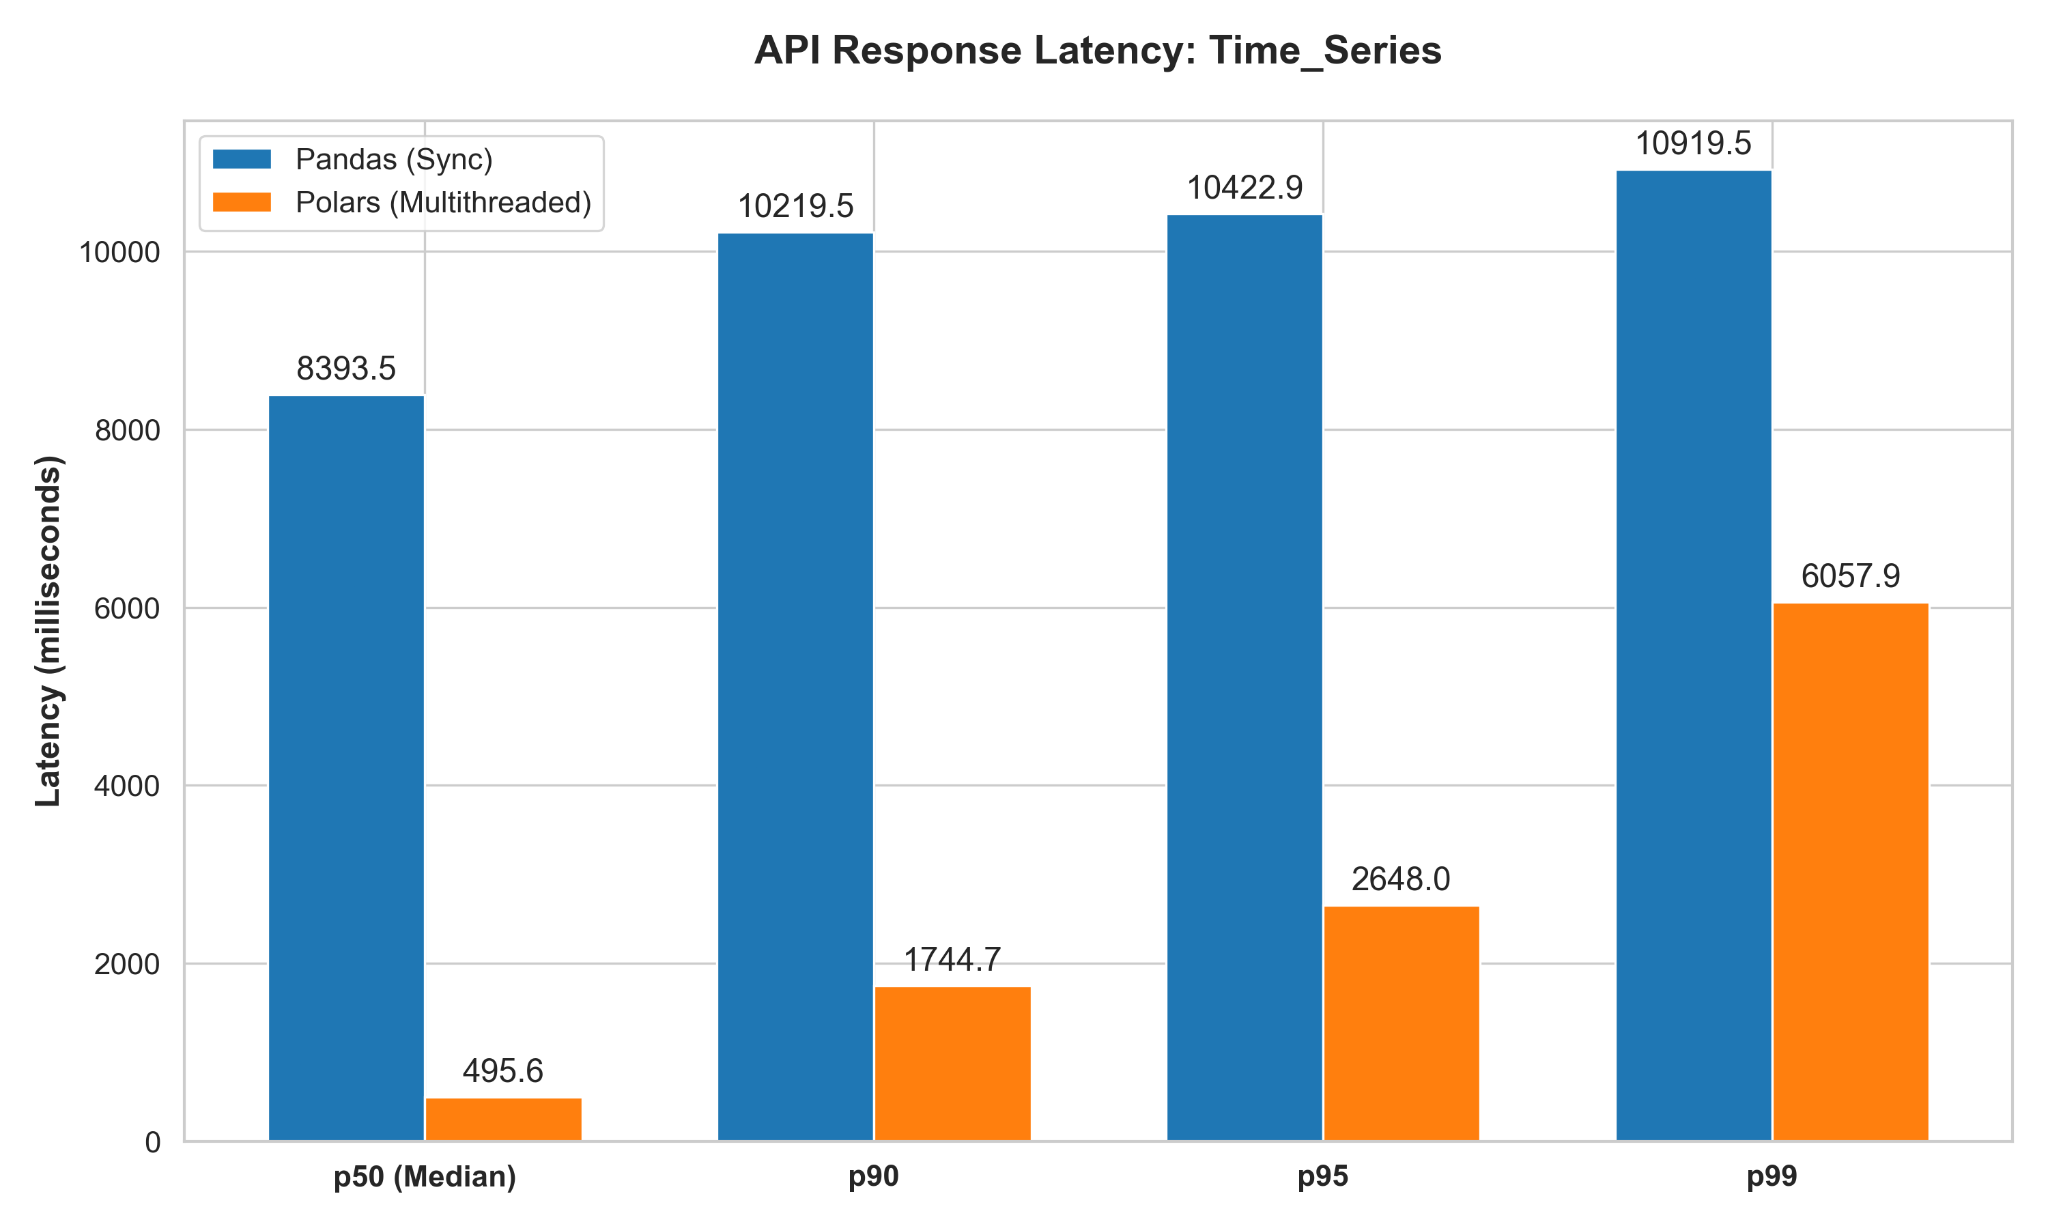 API Response Latency: Time_Series
Pandas (Sync)
Polars (Multithreaded)
Latency (milliseconds)
10000
8000
6000
4000
2000
0
8393.5
495.6
10219.5
1744.7
10422.9
2648.0
10919.5
6057.9
p50 (Median)
p90
p95
p99